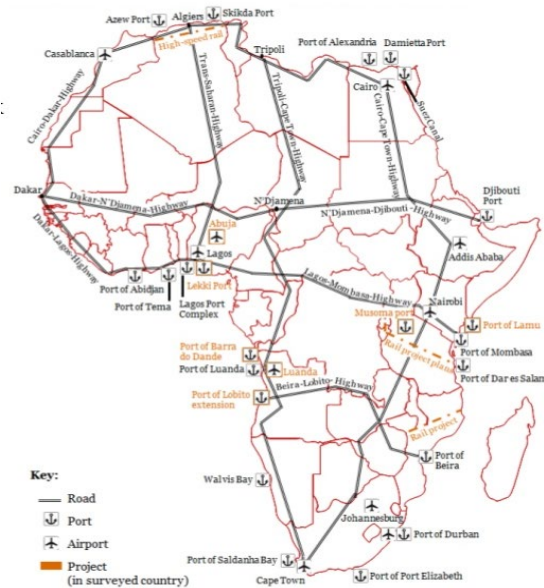 Azew Port
Algiers
Skikda Port
High-speed rail
Casablanca
Tripoli
Port of Alexandria
Damietta Port
Cairo
Suez Canal
Cairo-Dakar-Highway
Trans-Saharan-Highway
Tripoli-Cape Town-Highway
Cairo-Cape Town-Highway
Dakar
Dakar-N'Djamena-Highway
N'Djamena
N'Djamena-Djibouti-Highway
Djibouti
Port
Dakar-Lagos-Highway
Abuja
Lagos
Addis Ababa
Port of Abidjan
Port of Tema
Lagos Port
Complex
Lekki Port
Lagos-Mombasa-Highway
Nairobi
Musoma port
Port of Lamu
Port of Mombasa
Rail project plans
Port of Dar es Salam
Port of Barra
do Dande
Port of Luanda
Luanda
Port of Lobito
extension
Beira-Lobito-Highway
Rail project
Port of
Beira
Walvis Bay
Johannesburg
Port of Durban
Port of Saldanha Bay
Cape Town
Port of Port Elizabeth
Key:
Road
Port
Airport
Project
(in surveyed country)